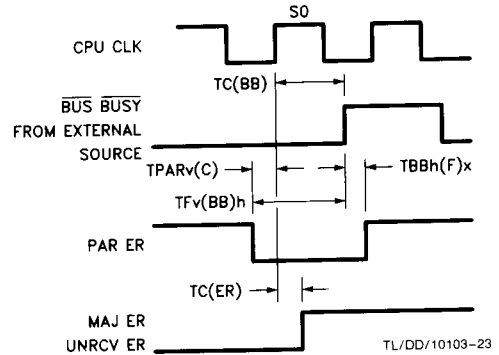 S0
CPU CLK
TC(BB)
BUS BUSY
FROM EXTERNAL
SOURCE
TPARv(C)
TBBh(F)x
TFv(BB)h
PAR ER
TC(ER)
MAJ ER
UNRCV ER
TL/DD/10103-23